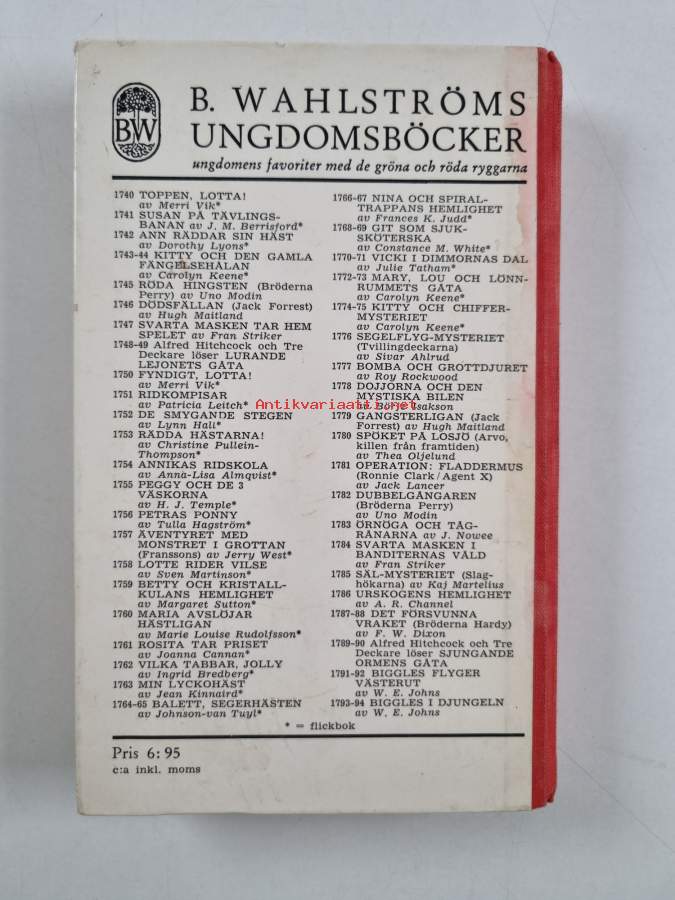 BW
B. WAHLSTRÖMS
UNGDOMSBÖCKER
ungdomens favoriter med de gröna och röda ryggarna
1740 TOPPEN, LOTTA!
av Merri Vik*
1741 SUSAN PÅ TÄVLINGS-
BANAN av J. M. Berrisford*
1742 ANN RÄDDAR SIN HÄST
av Dorothy Lyons*
1743-44 KITTY OCH DEN GAMLA
FÄNGELSEHÅLAN
av Carolyn Keene*
1745 RÖDA HINGSTEN (Bröderna
Perry) av Uno Modin
1746 DÖDSFÄLLAN (Jack Forrest)
av Hugh Maitland
1747 SVARTA MASKEN TAR HEM
SPELET av Fran Striker
1748-49 Alfred Hitchcock och Tre
Deckare löser LURANDE
LEJONETS GÅTA
1750 FYNDIGT, LOTTA!
av Merri Vik*
1751 RIDKOMPISAR
av Patricia Leitch*
1752 DE SMYGANDE STEGEN
av Lynn Hall*
1753 RÄDDA HÄSTARNA!
av Christine Pullein-
Thompson*
1754 ANNIKAS RIDSKOLA
av Anna-Lisa Almqvist*
1755 PEGGY OCH DE 3
VÄSKORNA
av H. J. Temple*
1756 PETRAS PONNY
av Tulla Hagström*
1757 ÄVENTYRET MED
MONSTRET I GROTTAN
(Franssons) av Jerry West*
1758 LOTTE RIDER VILSE
av Sven Martinson*
1759 BETTY OCH KRISTALL-
KULANS HEMLIGHET
av Margaret Sutton*
1760 MARIA AVSLÖJAR
HÄSTLIGAN
av Marie Louise Rudolfsson*
1761 ROSITA TAR PRISET
av Joanna Cannan*
1762 VILKA TABBAR, JOLLY
av Ingrid Bredberg*
1763 MIN LYCKOHÄST
av Jean Kinnaird*
1764-65 BALETT, SEGERHÄSTEN
av Johnson-van Tuyl*
1766-67 NINA OCH SPIRAL-
TRAPPANS HEMLIGHET
av Frances K. Judd*
1768-69 GIT SOM SJUK-
SKÖTERSKA
av Constance M. White*
1770-71 VICKI I DIMMORNAS DAL
av Julie Tatham*
1772-73 MARY, LOU OCH LÖNN-
RUMMETS GÅTA
av Carolyn Keene*
1774-75 KITTY OCH CHIFFER-
MYSTERIET
av Carolyn Keene*
1776 SEGELFLYG-MYSTERIET
(Tvillingdeckarna)
av Sivar Ahlrud
1777 BOMBA OCH GROTTDJURET
av Roy Rockwood
1778 DOJJORNA OCH DEN
MYSTISKA BILEN
av Börje Isakson
1779 GANGSTERLIGAN (Jack
Forrest) av Hugh Maitland
1780 SPÖKET PÅ LOSJÖ (Arvo,
killen från framtiden)
av Thea Oljelund
1781 OPERATION: FLADDERMUS
(Ronnie Clark/Agent X)
av Jack Lancer
1782 DUBBELGÅNGAREN
(Bröderna Perry)
av Uno Modin
1783 ÖRNÖGA OCH TÅG-
RÅNARNA av J. Nowee
1784 SVARTA MASKEN I
BANDITERNAS VÅLD
av Fran Striker
1785 SÄL-MYSTERIET (Slag-
hökarna) av Kaj Martelius
1786 URSKOGENS HEMLIGHET
av A. R. Channel
1787-88 DET FÖRSVUNNA
VRAKET (Bröderna Hardy)
av F. W. Dixon
1789-90 Alfred Hitchcock och Tre
Deckare löser SJUNGANDE
ORMENS GÅTA
1791-92 BIGGLES FLYGER
VÄSTERUT
av W. E. Johns
1793-94 BIGGLES I DJUNGELN
av W. E. Johns
* = flickbok
Pris 6:95
c:a inkl. moms
Antikvariaatti.net